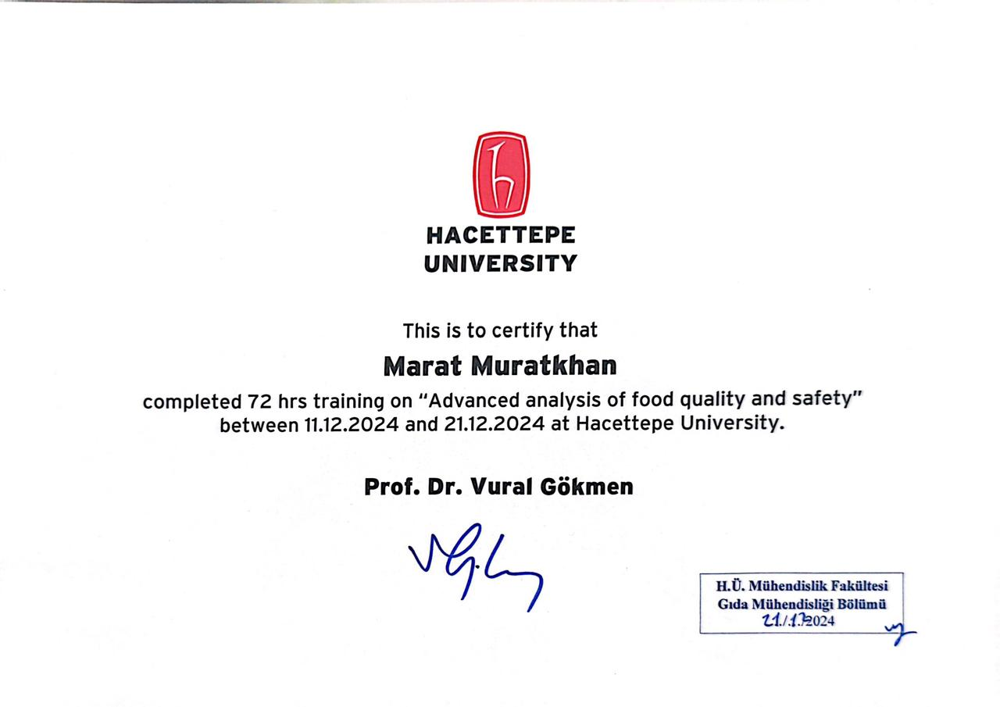 HACETTEPE
UNIVERSITY
This is to certify that
Marat Muratkhan
completed 72 hrs training on “Advanced analysis of food quality and safety”
between 11.12.2024 and 21.12.2024 at Hacettepe University.
Prof. Dr. Vural Gökmen
H.Ü. Mühendislik Fakültesi
Gıda Mühendisliği Bölümü
21./.12024